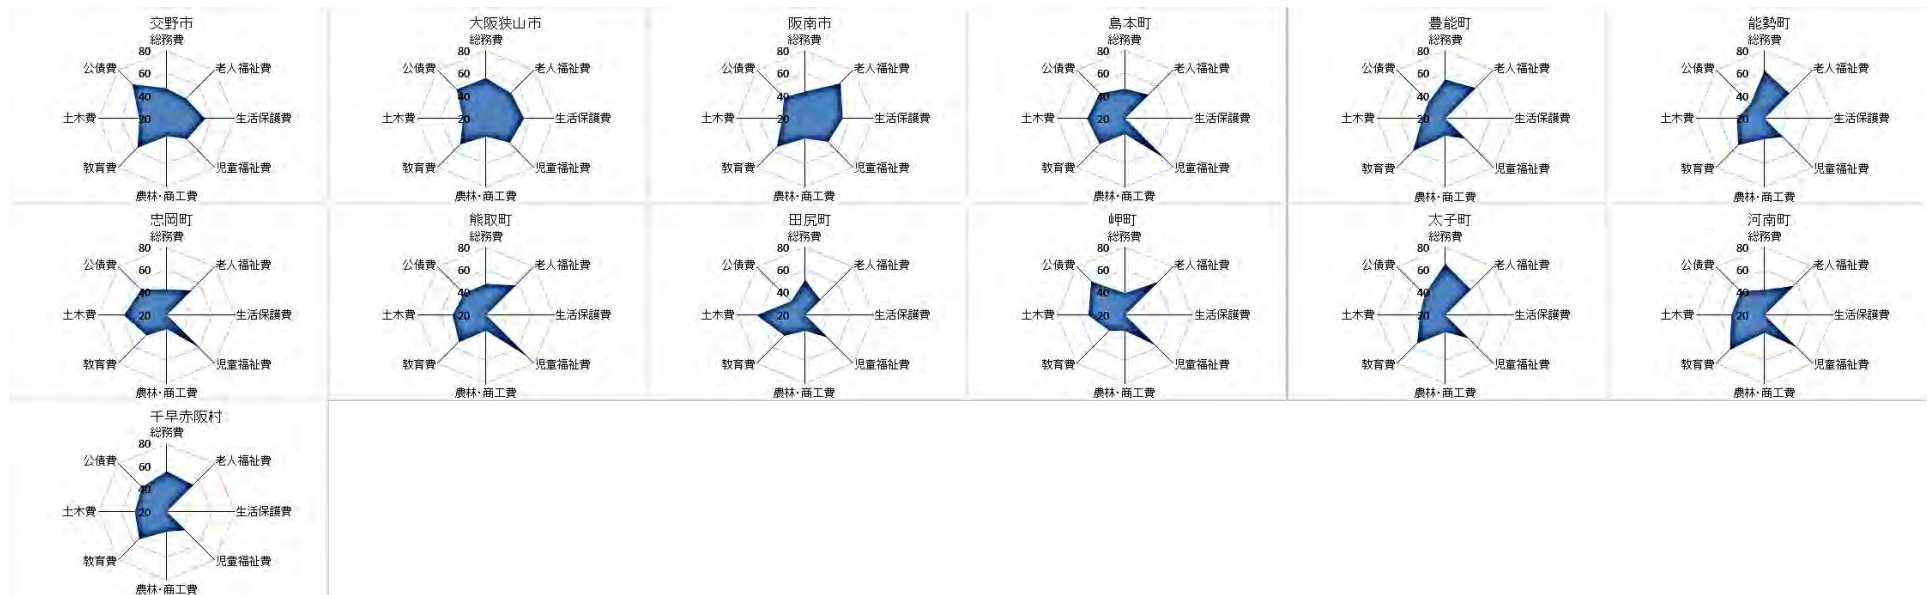 交野市
総務費
80
公債費
老人福祉費
60
40
土木費
20
生活保護費
教育費
児童福祉費
農林・商工費
大阪狭山市
総務費
80
公債費
老人福祉費
60
40
土木費
20
生活保護費
教育費
児童福祉費
農林・商工費
阪南市
総務費
80
公債費
老人福祉費
60
40
土木費
20
生活保護費
教育費
児童福祉費
農林・商工費
島本町
総務費
80
公債費
老人福祉費
60
40
土木費
20
生活保護費
教育費
児童福祉費
農林・商工費
豊能町
総務費
80
公債費
老人福祉費
60
40
土木費
20
生活保護費
教育費
児童福祉費
農林・商工費
能勢町
総務費
80
公債費
老人福祉費
60
40
土木費
20
生活保護費
教育費
児童福祉費
農林・商工費
忠岡町
総務費
80
公債費
老人福祉費
60
40
土木費
20
生活保護費
教育費
児童福祉費
農林・商工費
熊取町
総務費
80
公債費
老人福祉費
60
40
土木費
20
生活保護費
教育費
児童福祉費
農林・商工費
田尻町
総務費
80
公債費
老人福祉費
60
40
土木費
20
生活保護費
教育費
児童福祉費
農林・商工費
岬町
総務費
80
公債費
老人福祉費
60
40
土木費
20
生活保護費
教育費
児童福祉費
農林・商工費
太子町
総務費
80
公債費
老人福祉費
60
40
土木費
20
生活保護費
教育費
児童福祉費
農林・商工費
河南町
総務費
80
公債費
老人福祉費
60
40
土木費
20
生活保護費
教育費
児童福祉費
農林・商工費
千早赤阪村
総務費
80
公債費
老人福祉費
60
40
土木費
20
生活保護費
教育費
児童福祉費
農林・商工費